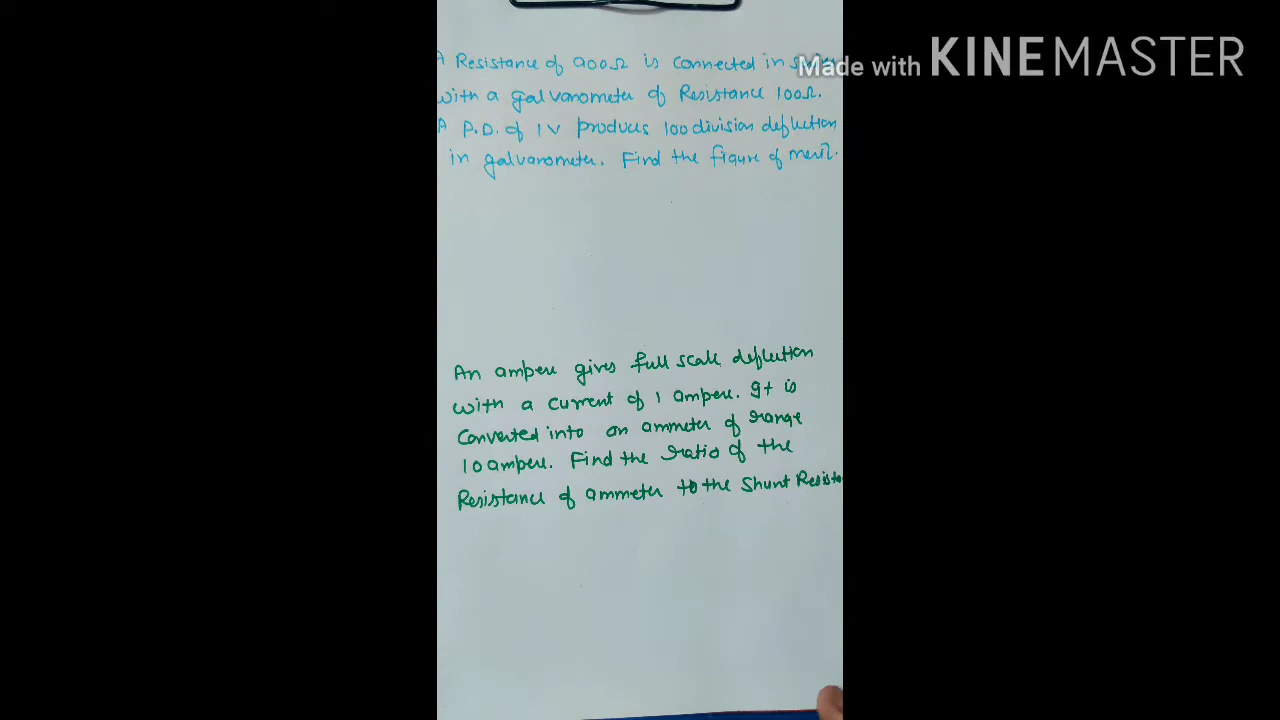 A Resistance of 900Ω is connected in
Made with KINEMASTER
with a galvanometer of Resistance 100Ω.
A P.D. of 1V produces 100 division deflection
in galvanometer. Find the figure of merit.
An ampere gives full scale deflection
with a current of 1 ampere. It is
converted into an ammeter of range
10 ampere. Find the ratio of the
Resistance of ammeter to the Shunt